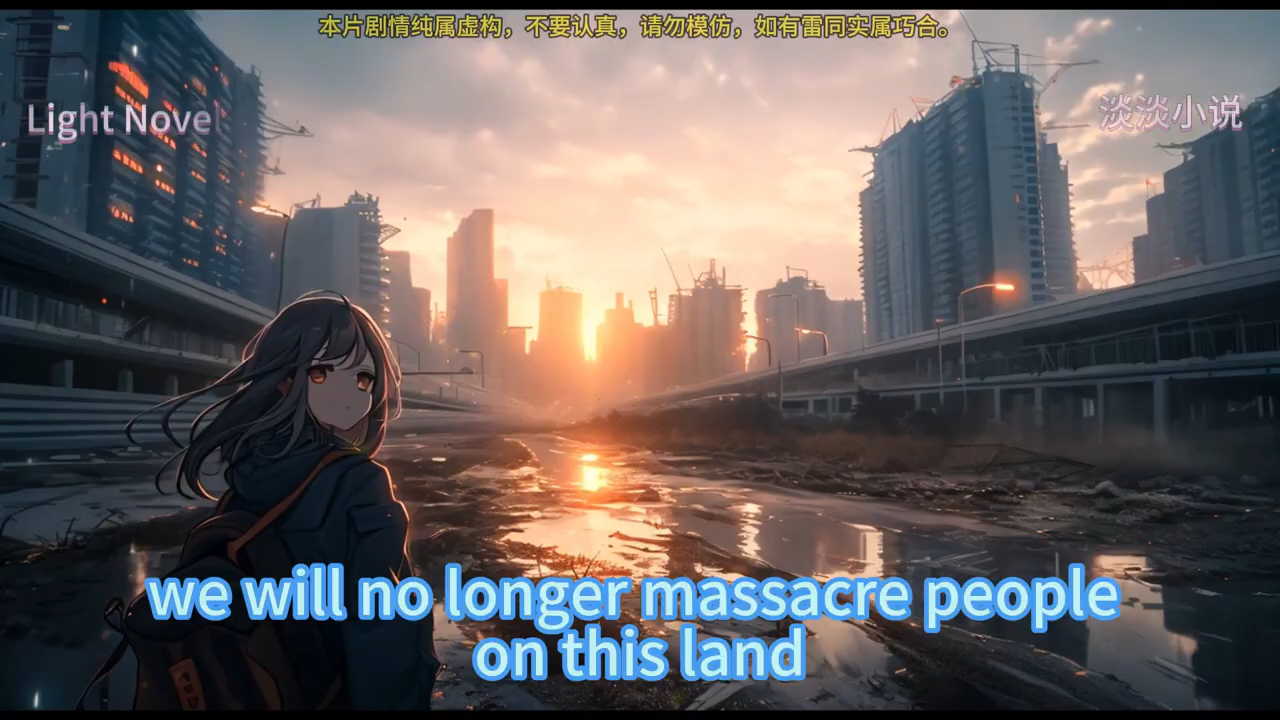 本片剧情纯属虚构，不要认真，请勿模仿，如有雷同实属巧合。
Light Novel
淡淡小说
we will no longer massacre people
on this land